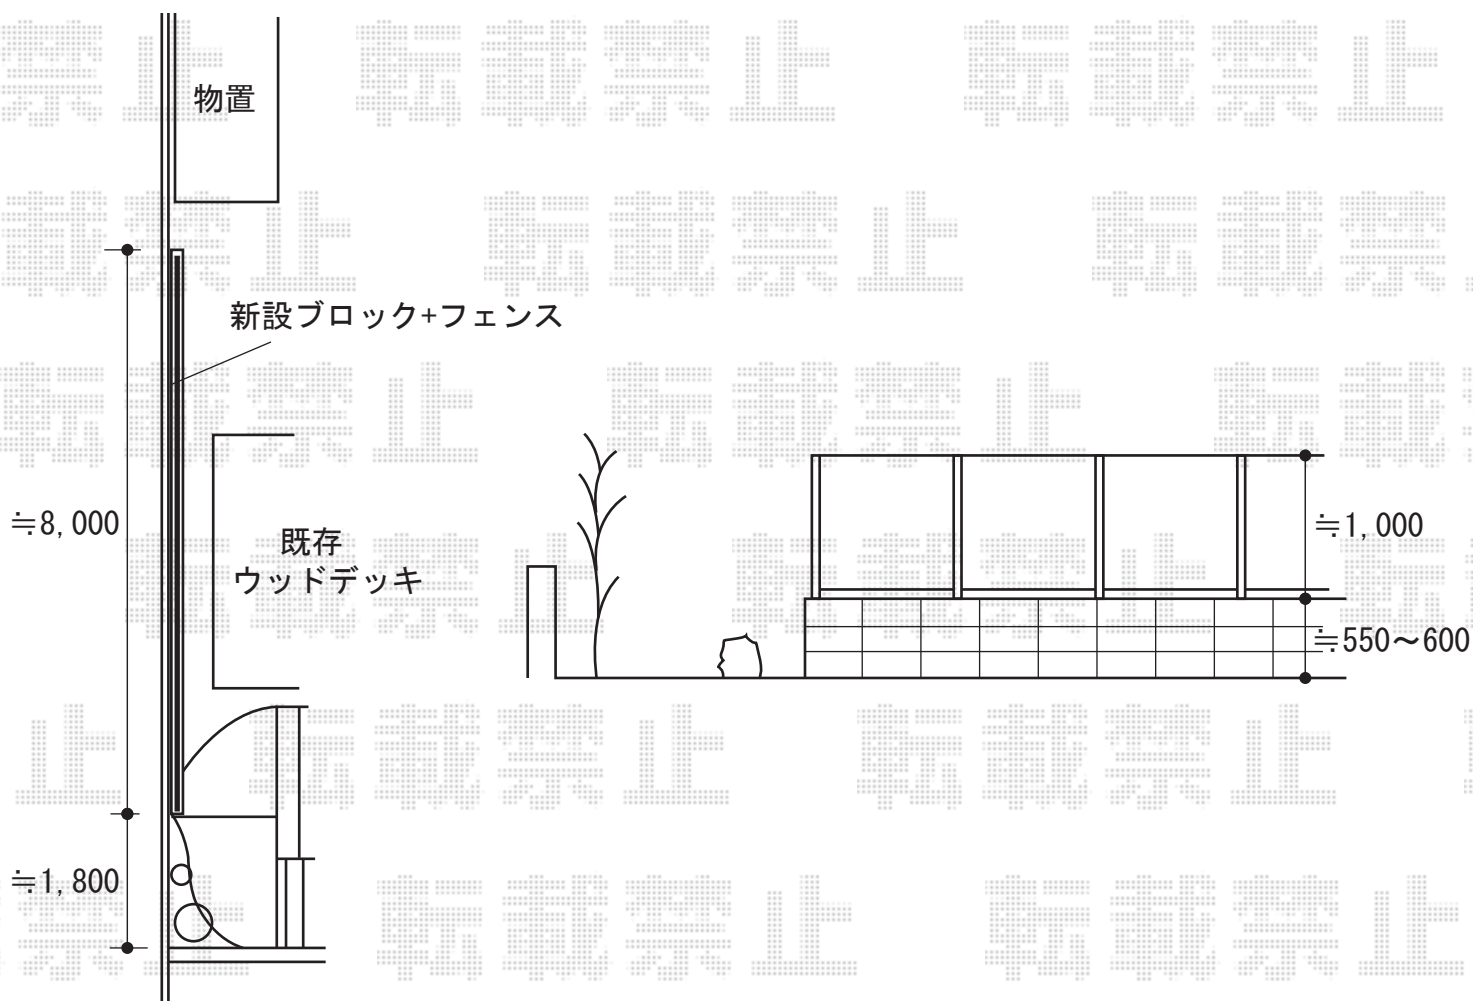 物置
新設ブロック+フェンス
≒8,000
既存
ウッドデッキ
≒1,000
≒550～600
≒1,800
転載禁止